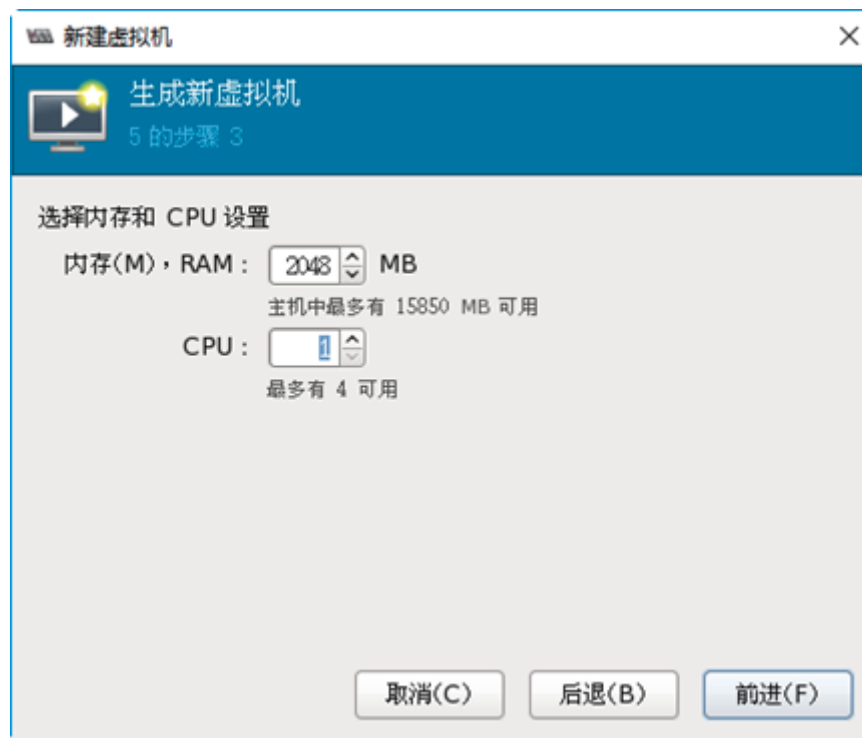 新建虚拟机
生成新虚拟机
5 的步骤 3
选择内存和 CPU 设置
内存(M)，RAM： 2048 MB
主机中最多有 15850 MB 可用
CPU： 1
最多有 4 可用
取消(C) 后退(B) 前进(F)